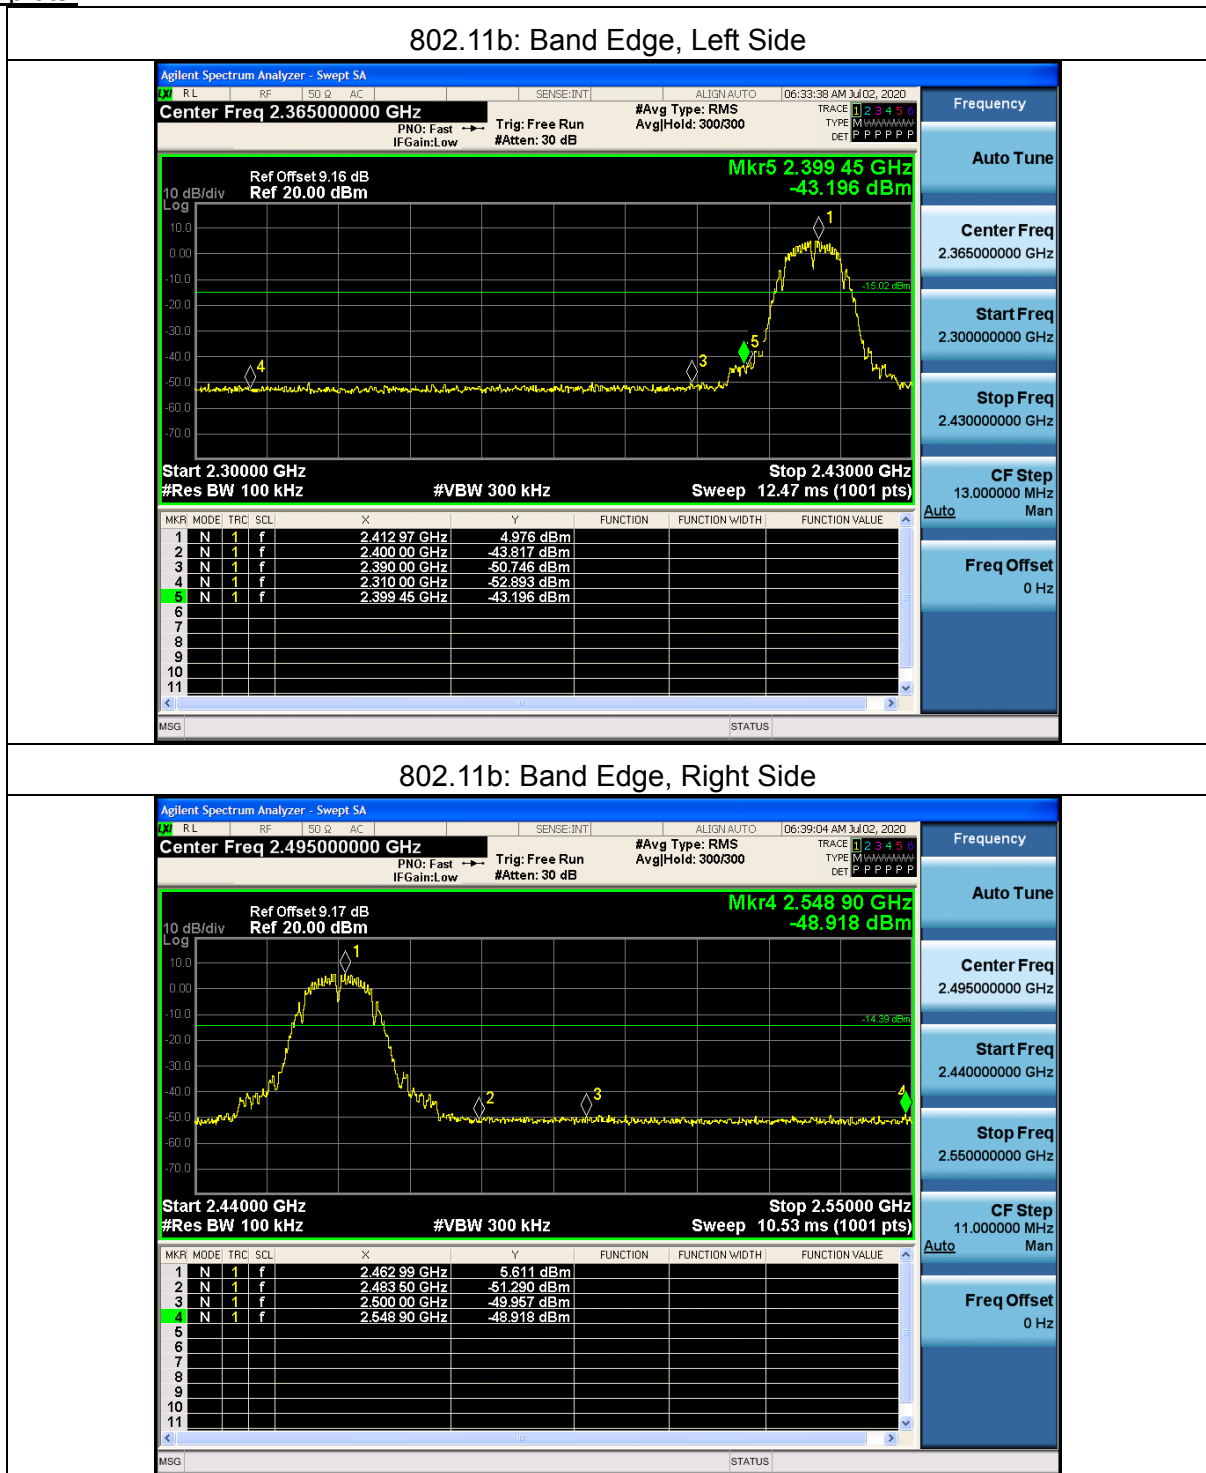 802.11b: Band Edge, Left Side
Agilent Spectrum Analyzer - Swept SA
LXI RL RF 50 Ω AC SENSE:INT ALIGN AUTO 06:33:38 AM Jul 02, 2020
Center Freq 2.365000000 GHz
PNO: Fast
IFGain:Low
Trig: Free Run
#Atten: 30 dB
#Avg Type: RMS
Avg|Hold: 300/300
TRACE 1 2 3 4 5 6
TYPE M WWWWW
DET P P P P P P
Frequency
Auto Tune
Center Freq
2.365000000 GHz
Start Freq
2.300000000 GHz
Stop Freq
2.430000000 GHz
CF Step
13.000000 MHz
Auto Man
Freq Offset
0 Hz
Mkr5 2.399 45 GHz
-43.196 dBm
Ref Offset 9.16 dB
10 dB/div Ref 20.00 dBm
Log
10.0
0.00
-10.0
-20.0
-30.0
-40.0
-50.0
-60.0
-70.0
1
-15.02 dBm
5
3
4
Start 2.30000 GHz Stop 2.43000 GHz
#Res BW 100 kHz #VBW 300 kHz Sweep 12.47 ms (1001 pts)
MKR MODE TRC SCL X Y FUNCTION FUNCTION WIDTH FUNCTION VALUE
1 N 1 f 2.412 97 GHz 4.976 dBm
2 N 1 f 2.400 00 GHz -43.817 dBm
3 N 1 f 2.390 00 GHz -50.746 dBm
4 N 1 f 2.310 00 GHz -52.893 dBm
5 N 1 f 2.399 45 GHz -43.196 dBm
6
7
8
9
10
11
MSG STATUS
802.11b: Band Edge, Right Side
Agilent Spectrum Analyzer - Swept SA
LXI RL RF 50 Ω AC SENSE:INT ALIGN AUTO 06:39:04 AM Jul 02, 2020
Center Freq 2.495000000 GHz
PNO: Fast
IFGain:Low
Trig: Free Run
#Atten: 30 dB
#Avg Type: RMS
Avg|Hold: 300/300
TRACE 1 2 3 4 5 6
TYPE M WWWWW
DET P P P P P P
Frequency
Auto Tune
Center Freq
2.495000000 GHz
Start Freq
2.440000000 GHz
Stop Freq
2.550000000 GHz
CF Step
11.000000 MHz
Auto Man
Freq Offset
0 Hz
Mkr4 2.548 90 GHz
-48.918 dBm
Ref Offset 9.17 dB
10 dB/div Ref 20.00 dBm
Log
10.0
0.00
-10.0
-20.0
-30.0
-40.0
-50.0
-60.0
-70.0
1
-14.39 dBm
2
3
4
Start 2.44000 GHz Stop 2.55000 GHz
#Res BW 100 kHz #VBW 300 kHz Sweep 10.53 ms (1001 pts)
MKR MODE TRC SCL X Y FUNCTION FUNCTION WIDTH FUNCTION VALUE
1 N 1 f 2.462 99 GHz 5.611 dBm
2 N 1 f 2.483 50 GHz -51.290 dBm
3 N 1 f 2.500 00 GHz -49.957 dBm
4 N 1 f 2.548 90 GHz -48.918 dBm
5
6
7
8
9
10
11
MSG STATUS